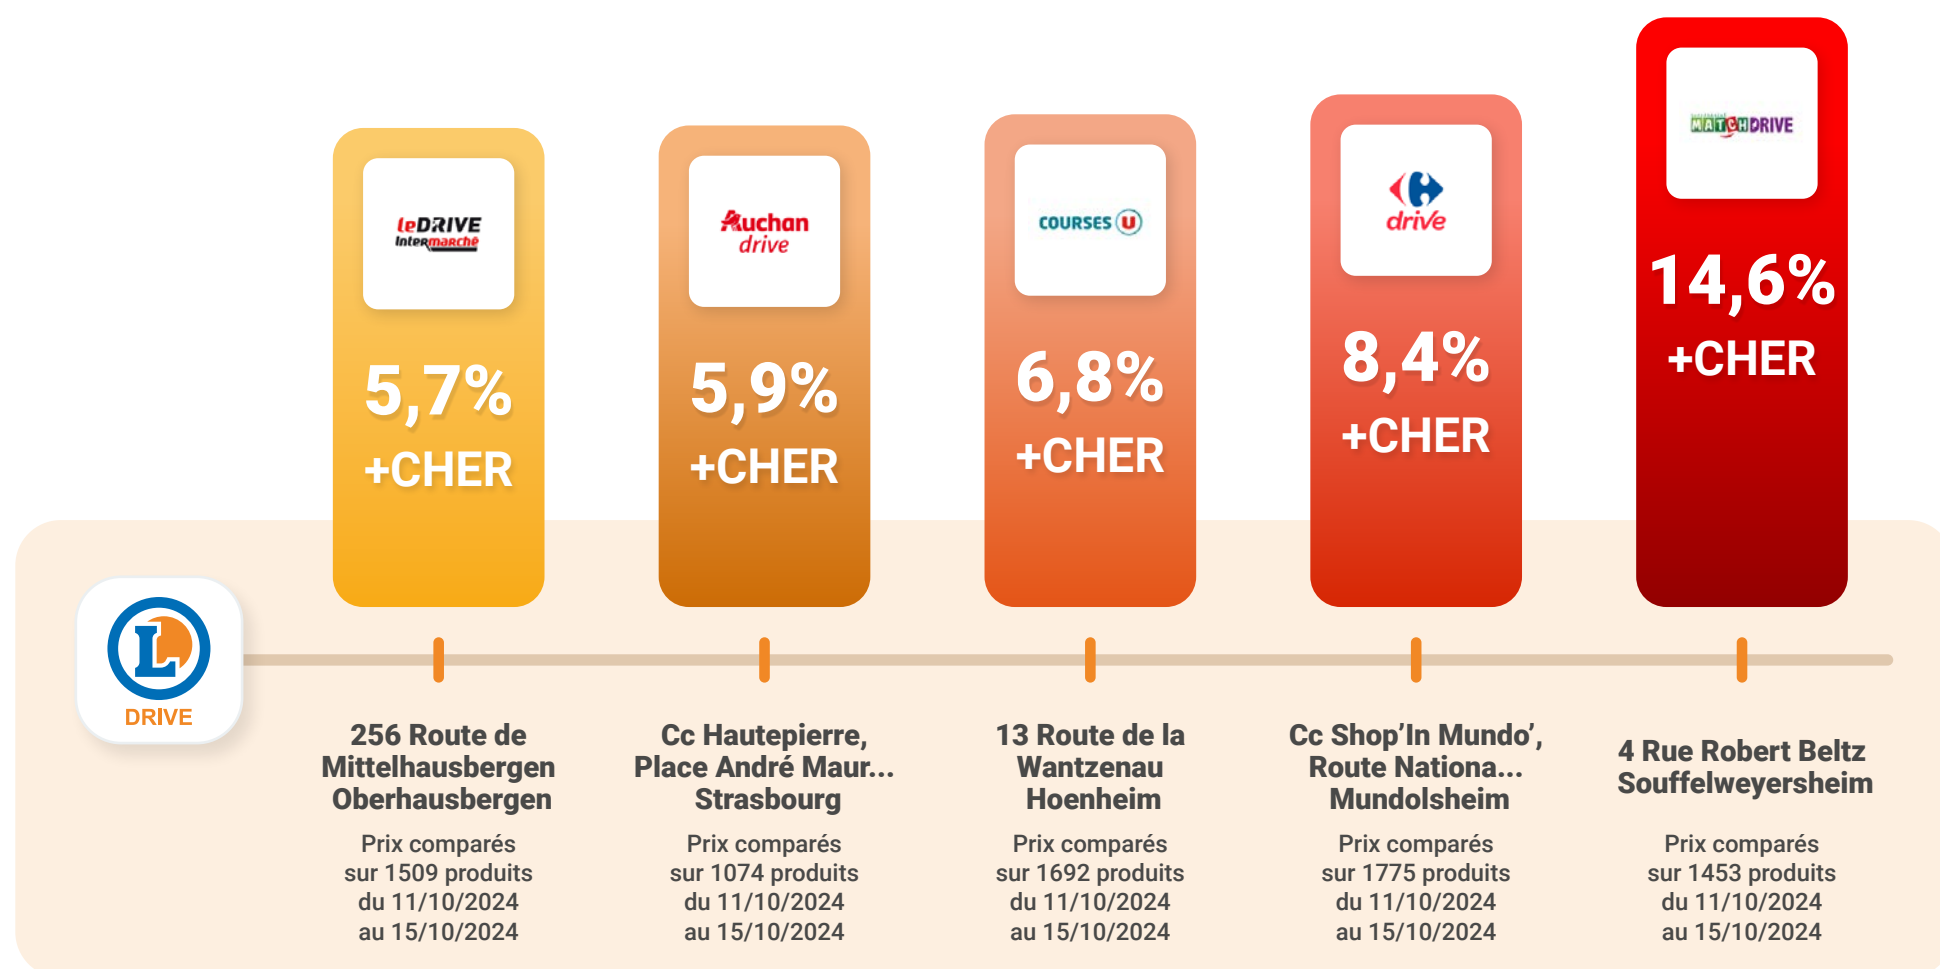 leDRIVE
Intermarché
5,7%
+CHER
Auchan
drive
5,9%
+CHER
COURSES U
6,8%
+CHER
drive
8,4%
+CHER
MATCHDRIVE
14,6%
+CHER
L
DRIVE
256 Route de
Mittelhausbergen
Oberhausbergen
Prix comparés
sur 1509 produits
du 11/10/2024
au 15/10/2024
Cc Hautepierre,
Place André Maur...
Strasbourg
Prix comparés
sur 1074 produits
du 11/10/2024
au 15/10/2024
13 Route de la
Wantzenau
Hoenheim
Prix comparés
sur 1692 produits
du 11/10/2024
au 15/10/2024
Cc Shop’In Mundo’,
Route Nationa...
Mundolsheim
Prix comparés
sur 1775 produits
du 11/10/2024
au 15/10/2024
4 Rue Robert Beltz
Souffelweyersheim
Prix comparés
sur 1453 produits
du 11/10/2024
au 15/10/2024